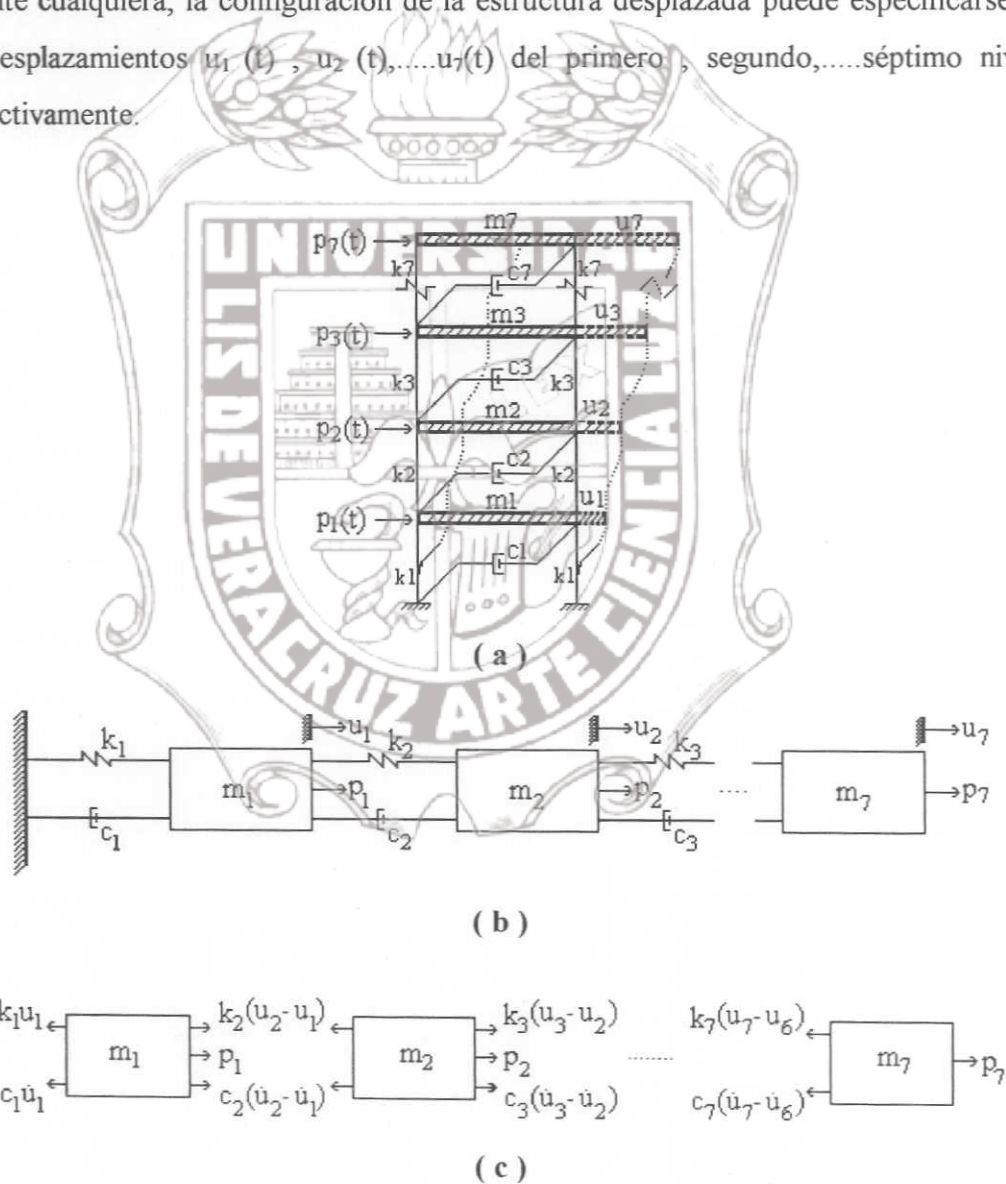 te cualquiera, la configuración de la estructura desplazada puede especificarse
esplazamientos u₁ (t) , u₂ (t),.....u₇(t) del primero , segundo,.....séptimo ni
ctivamente.
UNIVERSIDAD
LIS DE VERACRUZ ARTE CIENCIA LUZ
m7 u7
p7(t)
k7 c7 k7
m3 u3
p3(t)
k3 c3 k3
m2 u2
p2(t)
k2 c2 k2
m1 u1
p1(t)
k1 c1 k1
( a )
k₁ u₁ k₂ u₂ k₃ u₇
m₁ p₁ m₂ p₂ ..... m₇ p₇
c₁ c₂ c₃
( b )
k₁u₁ k₂(u₂-u₁) k₃(u₃-u₂) k₇(u₇-u₆)
m₁ p₁ m₂ p₂ ........ m₇ p₇
c₁u̇₁ c₂(u̇₂-u̇₁) c₃(u̇₃-u̇₂) c₇(u̇₇-u̇₆)
( c )